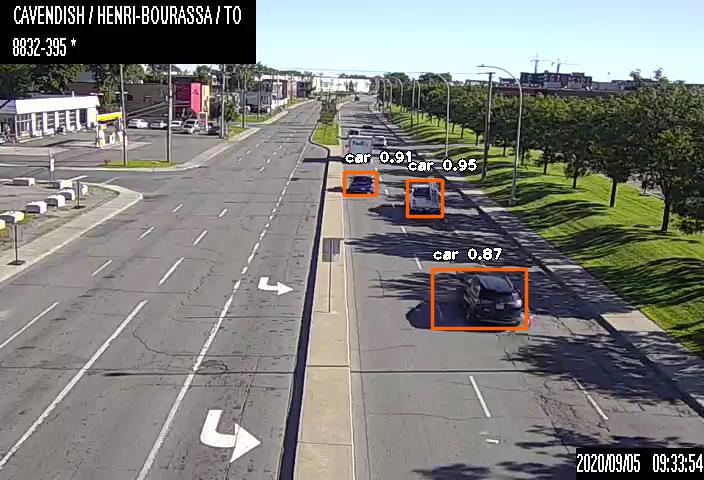 CAVENDISH / HENRI-BOURASSA / TO
8832-395 *
FedEx
car 0.91
car 0.95
car 0.87
2020/09/05 09:33:54